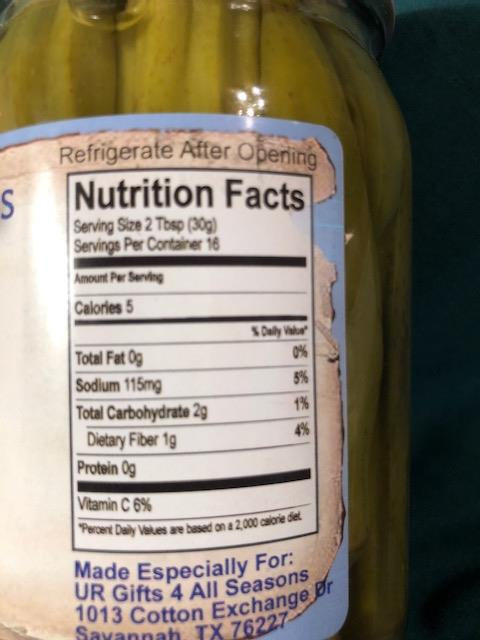 Refrigerate After Opening
S
Nutrition Facts
Serving Size 2 Tbsp (30g)
Servings Per Container 16
Amount Per Serving
Calories 5
% Daily Value*
Total Fat 0g 0%
Sodium 115mg 5%
Total Carbohydrate 2g 1%
Dietary Fiber 1g 4%
Protein 0g
Vitamin C 6%
*Percent Daily Values are based on a 2,000 calorie diet.
Made Especially For:
UR Gifts 4 All Seasons
1013 Cotton Exchange Dr
Savannah, TX 76227